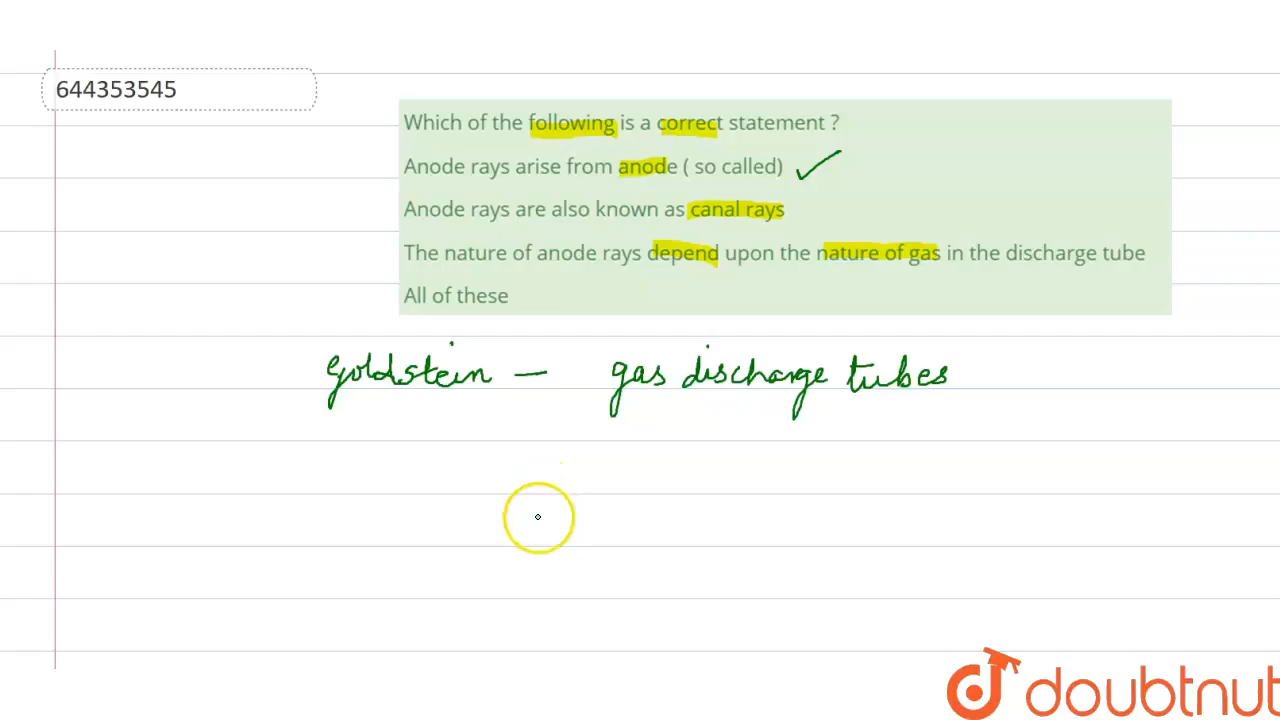 644353545
Which of the following is a correct statement ?
Anode rays arise from anode ( so called)
Anode rays are also known as canal rays
The nature of anode rays depend upon the nature of gas in the discharge tube
All of these
goldstein — gas discharge tubes
doubtnut